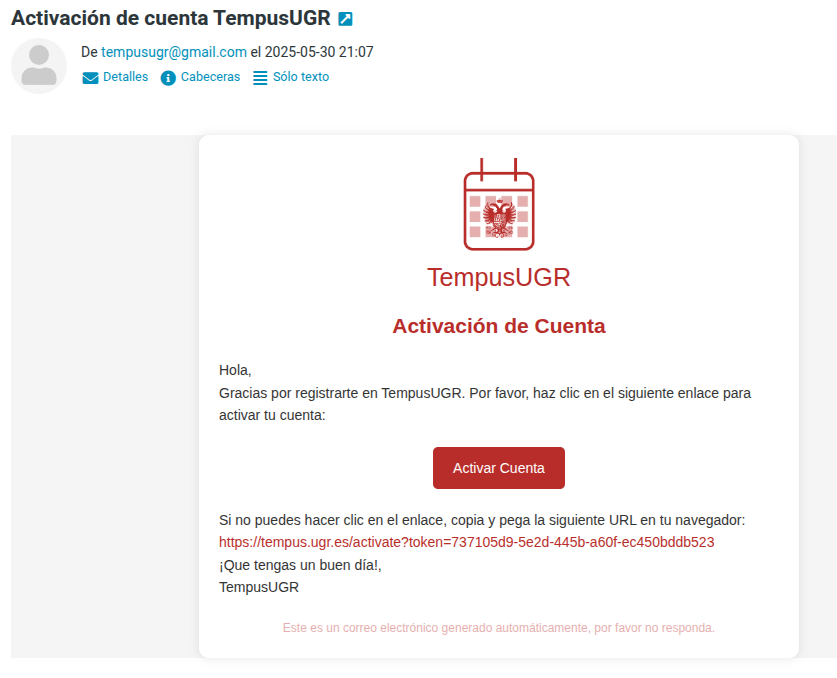 Activación de cuenta TempusUGR
De tempusugr@gmail.com el 2025-05-30 21:07
Detalles Cabeceras Sólo texto
TempusUGR
Activación de Cuenta
Hola,
Gracias por registrarte en TempusUGR. Por favor, haz clic en el siguiente enlace para
activar tu cuenta:
Activar Cuenta
Si no puedes hacer clic en el enlace, copia y pega la siguiente URL en tu navegador:
https://tempus.ugr.es/activate?token=737105d9-5e2d-445b-a60f-ec450bddb523
¡Que tengas un buen día!,
TempusUGR
Este es un correo electrónico generado automáticamente, por favor no responda.